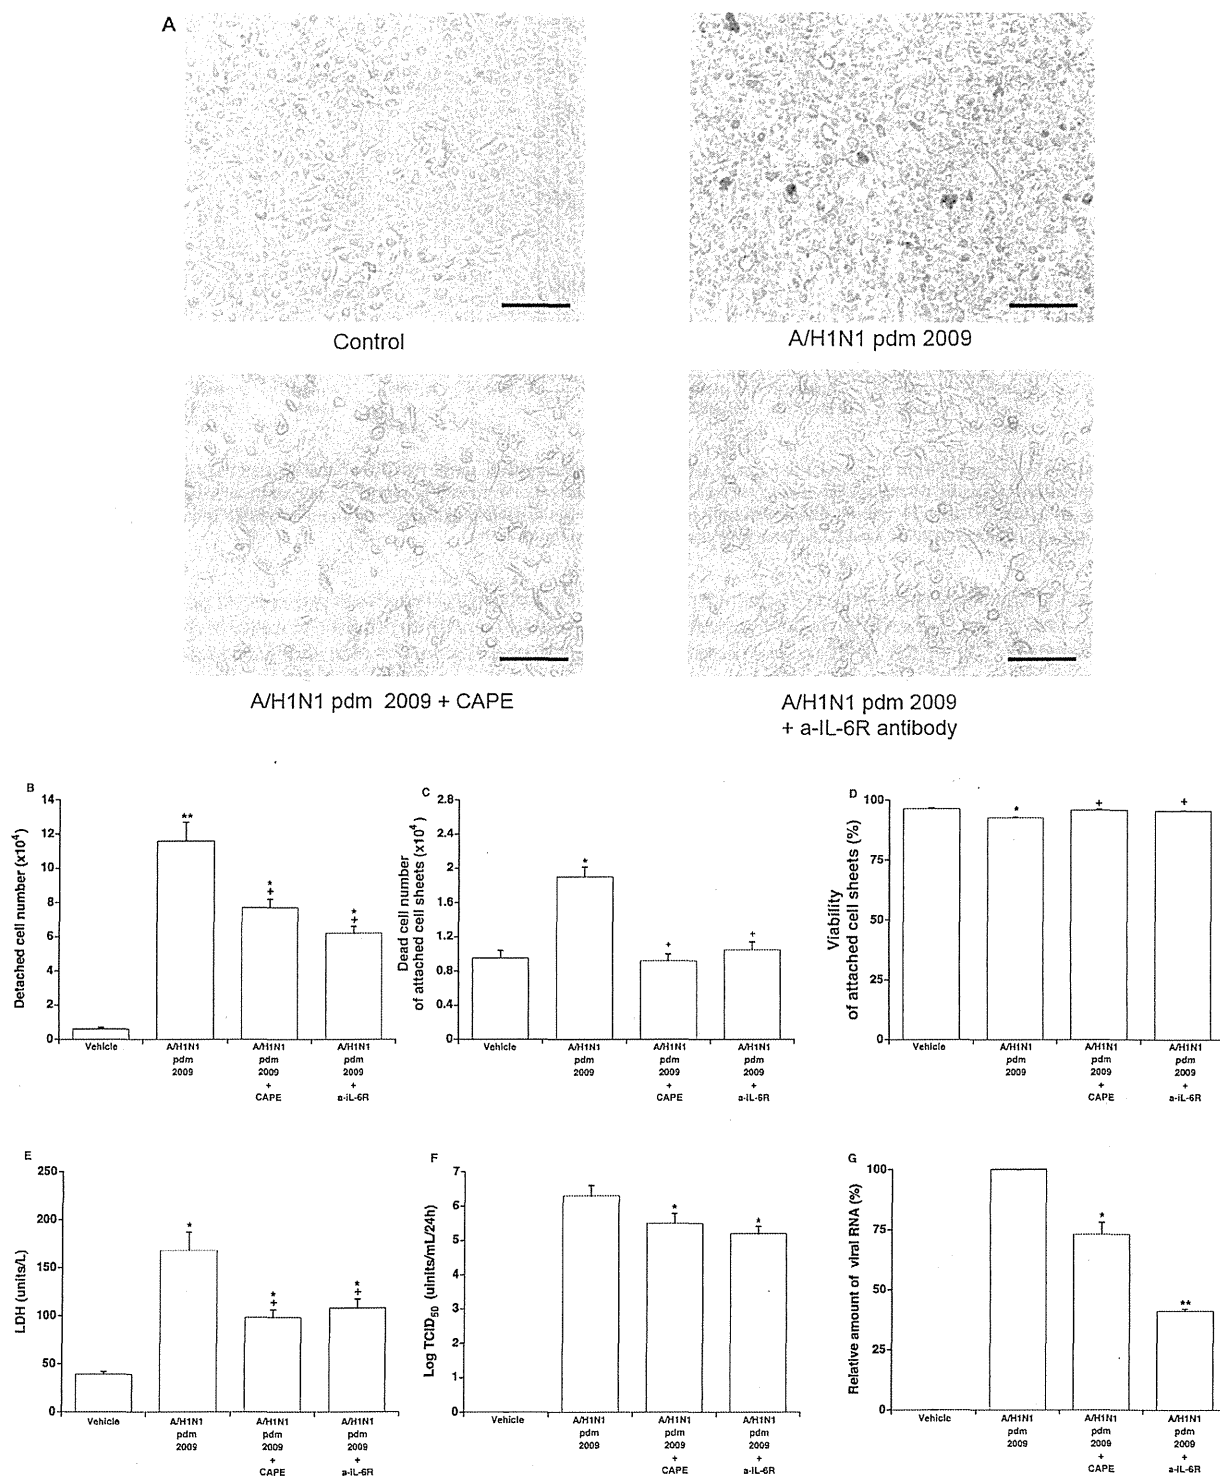 A
Control
A/H1N1 pdm 2009
A/H1N1 pdm 2009 + CAPE
A/H1N1 pdm 2009
+ a-IL-6R antibody
B
Detached cell number (x10⁴)
14
12
10
8
6
4
2
0
**
*
+
*
+
Vehicle
A/H1N1
pdm
2009
A/H1N1
pdm
2009
+
CAPE
A/H1N1
pdm
2009
+
a-IL-6R
C
Dead cell number
of attached cell sheets (x10⁴)
2.8
2.4
2
1.6
1.2
0.8
0.4
0
*
+
+
Vehicle
A/H1N1
pdm
2009
A/H1N1
pdm
2009
+
CAPE
A/H1N1
pdm
2009
+
a-IL-6R
D
Viability
of attached cell sheets (%)
100
75
50
25
0
*
+
+
Vehicle
A/H1N1
pdm
2009
A/H1N1
pdm
2009
+
CAPE
A/H1N1
pdm
2009
+
a-IL-6R
E
LDH (units/L)
250
200
150
100
50
0
*
*
+
*
+
Vehicle
A/H1N1
pdm
2009
A/H1N1
pdm
2009
+
CAPE
A/H1N1
pdm
2009
+
a-IL-6R
F
Log TCID₅₀ (uinits/mL/24h)
7
6
5
4
3
2
1
0
*
*
Vehicle
A/H1N1
pdm
2009
A/H1N1
pdm
2009
+
CAPE
A/H1N1
pdm
2009
+
a-IL-6R
G
Relative amount of viral RNA (%)
100
75
50
25
0
*
**
Vehicle
A/H1N1
pdm
2009
A/H1N1
pdm
2009
+
CAPE
A/H1N1
pdm
2009
+
a-IL-6R